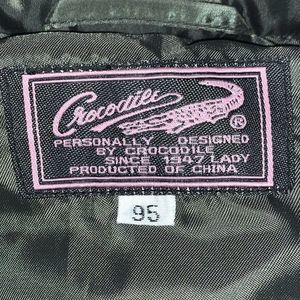 Crocodile
®
PERSONALLY DESIGNED
BY CROCODILE
SINCE 1947 LADY
PRODUCTED OF CHINA
95